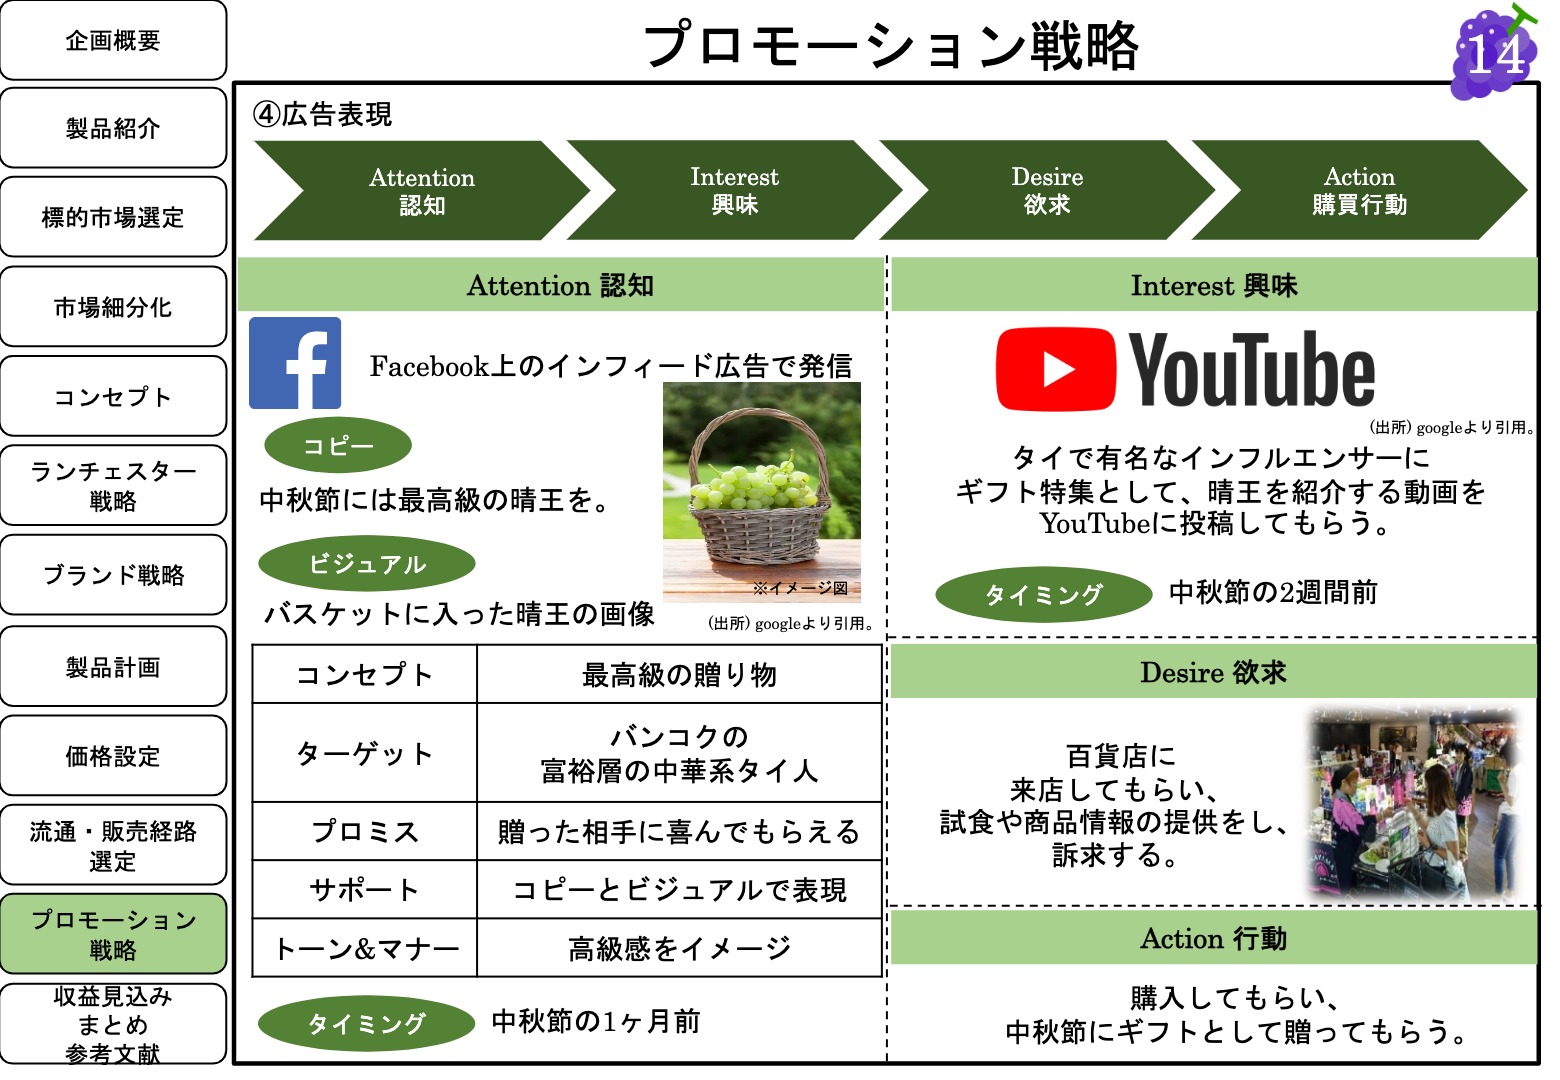 企画概要
製品紹介
標的市場選定
市場細分化
コンセプト
ランチェスター
戦略
ブランド戦略
製品計画
価格設定
流通・販売経路
選定
プロモーション
戦略
収益見込み
まとめ
参考文献
プロモーション戦略
14
④広告表現
Attention
認知
Interest
興味
Desire
欲求
Action
購買行動
Attention 認知
f
Facebook上のインフィード広告で発信
コピー
中秋節には最高級の晴王を。
ビジュアル
バスケットに入った晴王の画像
※イメージ図
(出所) googleより引用。
コンセプト 最高級の贈り物
ターゲット バンコクの
富裕層の中華系タイ人
プロミス 贈った相手に喜んでもらえる
サポート コピーとビジュアルで表現
トーン&マナー 高級感をイメージ
タイミング 中秋節の1ヶ月前
Interest 興味
YouTube
(出所) googleより引用。
タイで有名なインフルエンサーに
ギフト特集として、晴王を紹介する動画を
YouTubeに投稿してもらう。
タイミング 中秋節の2週間前
Desire 欲求
百貨店に
来店してもらい、
試食や商品情報の提供をし、
訴求する。
Action 行動
購入してもらい、
中秋節にギフトとして贈ってもらう。